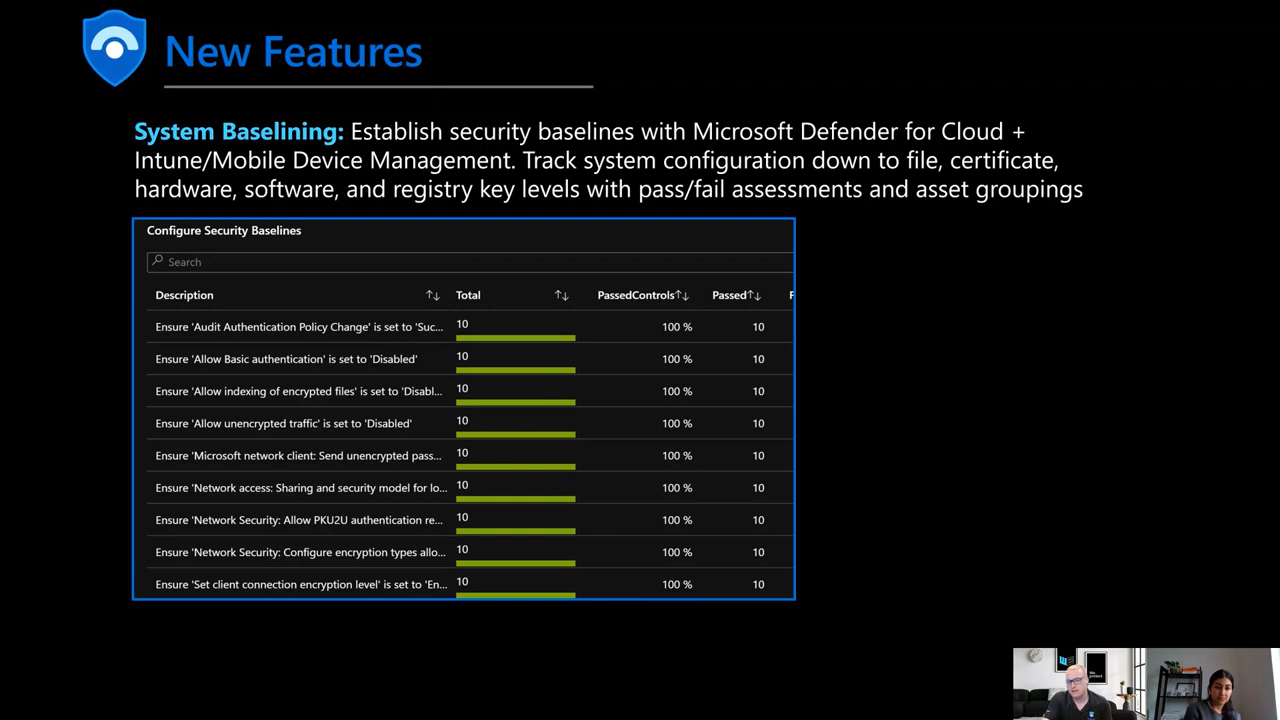 New Features
System Baselining: Establish security baselines with Microsoft Defender for Cloud +
Intune/Mobile Device Management. Track system configuration down to file, certificate,
hardware, software, and registry key levels with pass/fail assessments and asset groupings
Configure Security Baselines
Search
Description Total PassedControls Passed F
Ensure 'Audit Authentication Policy Change' is set to 'Suc... 10 100 % 10
Ensure 'Allow Basic authentication' is set to 'Disabled' 10 100 % 10
Ensure 'Allow indexing of encrypted files' is set to 'Disabl... 10 100 % 10
Ensure 'Allow unencrypted traffic' is set to 'Disabled' 10 100 % 10
Ensure 'Microsoft network client: Send unencrypted pass... 10 100 % 10
Ensure 'Network access: Sharing and security model for lo... 10 100 % 10
Ensure 'Network Security: Allow PKU2U authentication re... 10 100 % 10
Ensure 'Network Security: Configure encryption types allo... 10 100 % 10
Ensure 'Set client connection encryption level' is set to 'En... 10 100 % 10